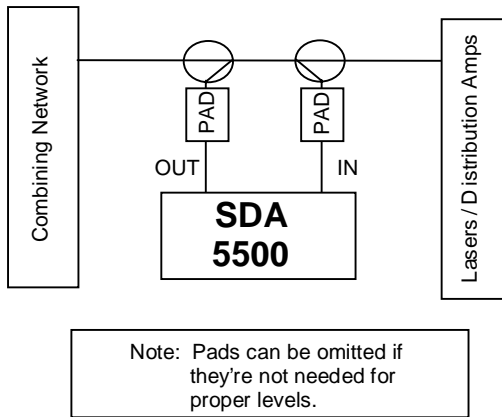 Combining Network
PAD
PAD
OUT
IN
SDA
5500
Lasers / Distribution Amps
Note: Pads can be omitted if
they're not needed for
proper levels.